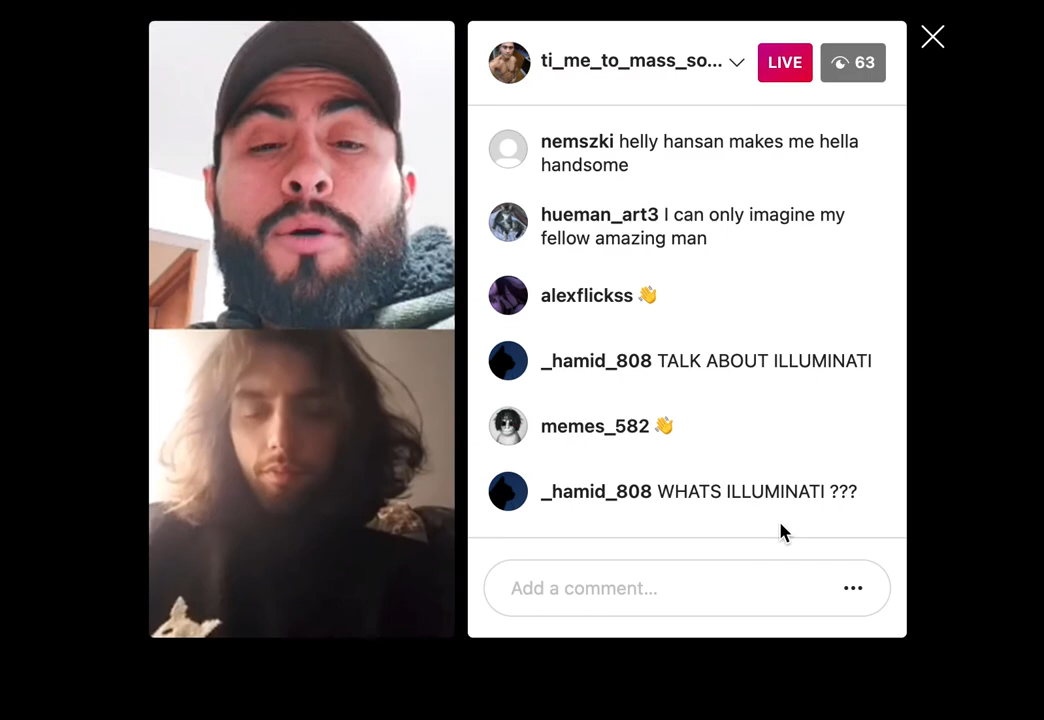 ti_me_to_mass_so...
LIVE
63
nemszki helly hansan makes me hella
handsome
hueman_art3 I can only imagine my
fellow amazing man
alexflickss 👋
_hamid_808 TALK ABOUT ILLUMINATI
memes_582 👋
_hamid_808 WHATS ILLUMINATI ???
Add a comment...